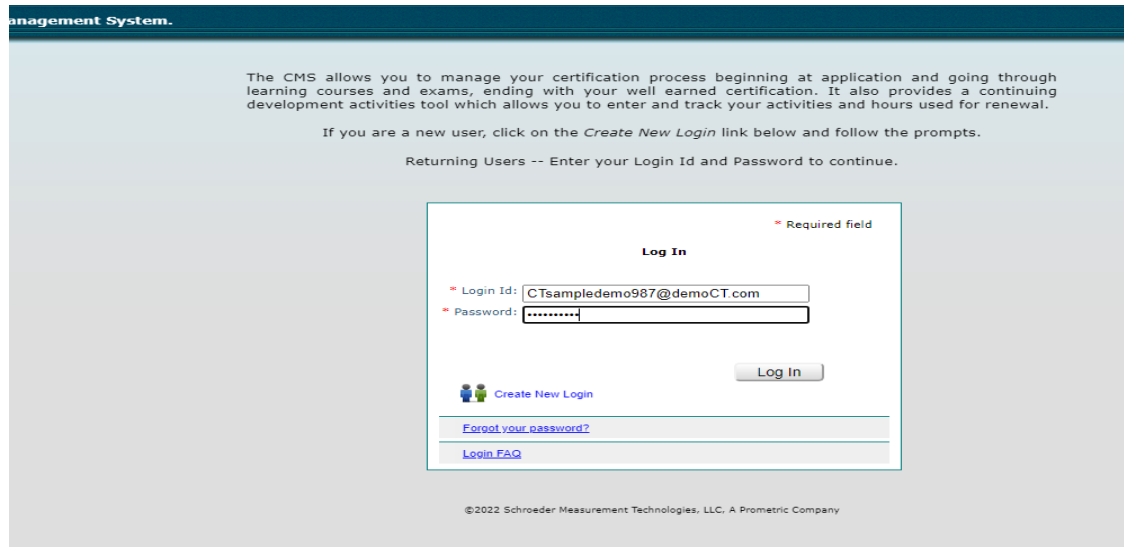 anagement System.
The CMS allows you to manage your certification process beginning at application and going through
learning courses and exams, ending with your well earned certification. It also provides a continuing
development activities tool which allows you to enter and track your activities and hours used for renewal.
If you are a new user, click on the Create New Login link below and follow the prompts.
Returning Users -- Enter your Login Id and Password to continue.
* Required field
Log In
* Login Id: CTsampledemo987@demoCT.com
* Password: ••••••••••
Log In
Create New Login
Forgot your password?
Login FAQ
©2022 Schroeder Measurement Technologies, LLC, A Prometric Company